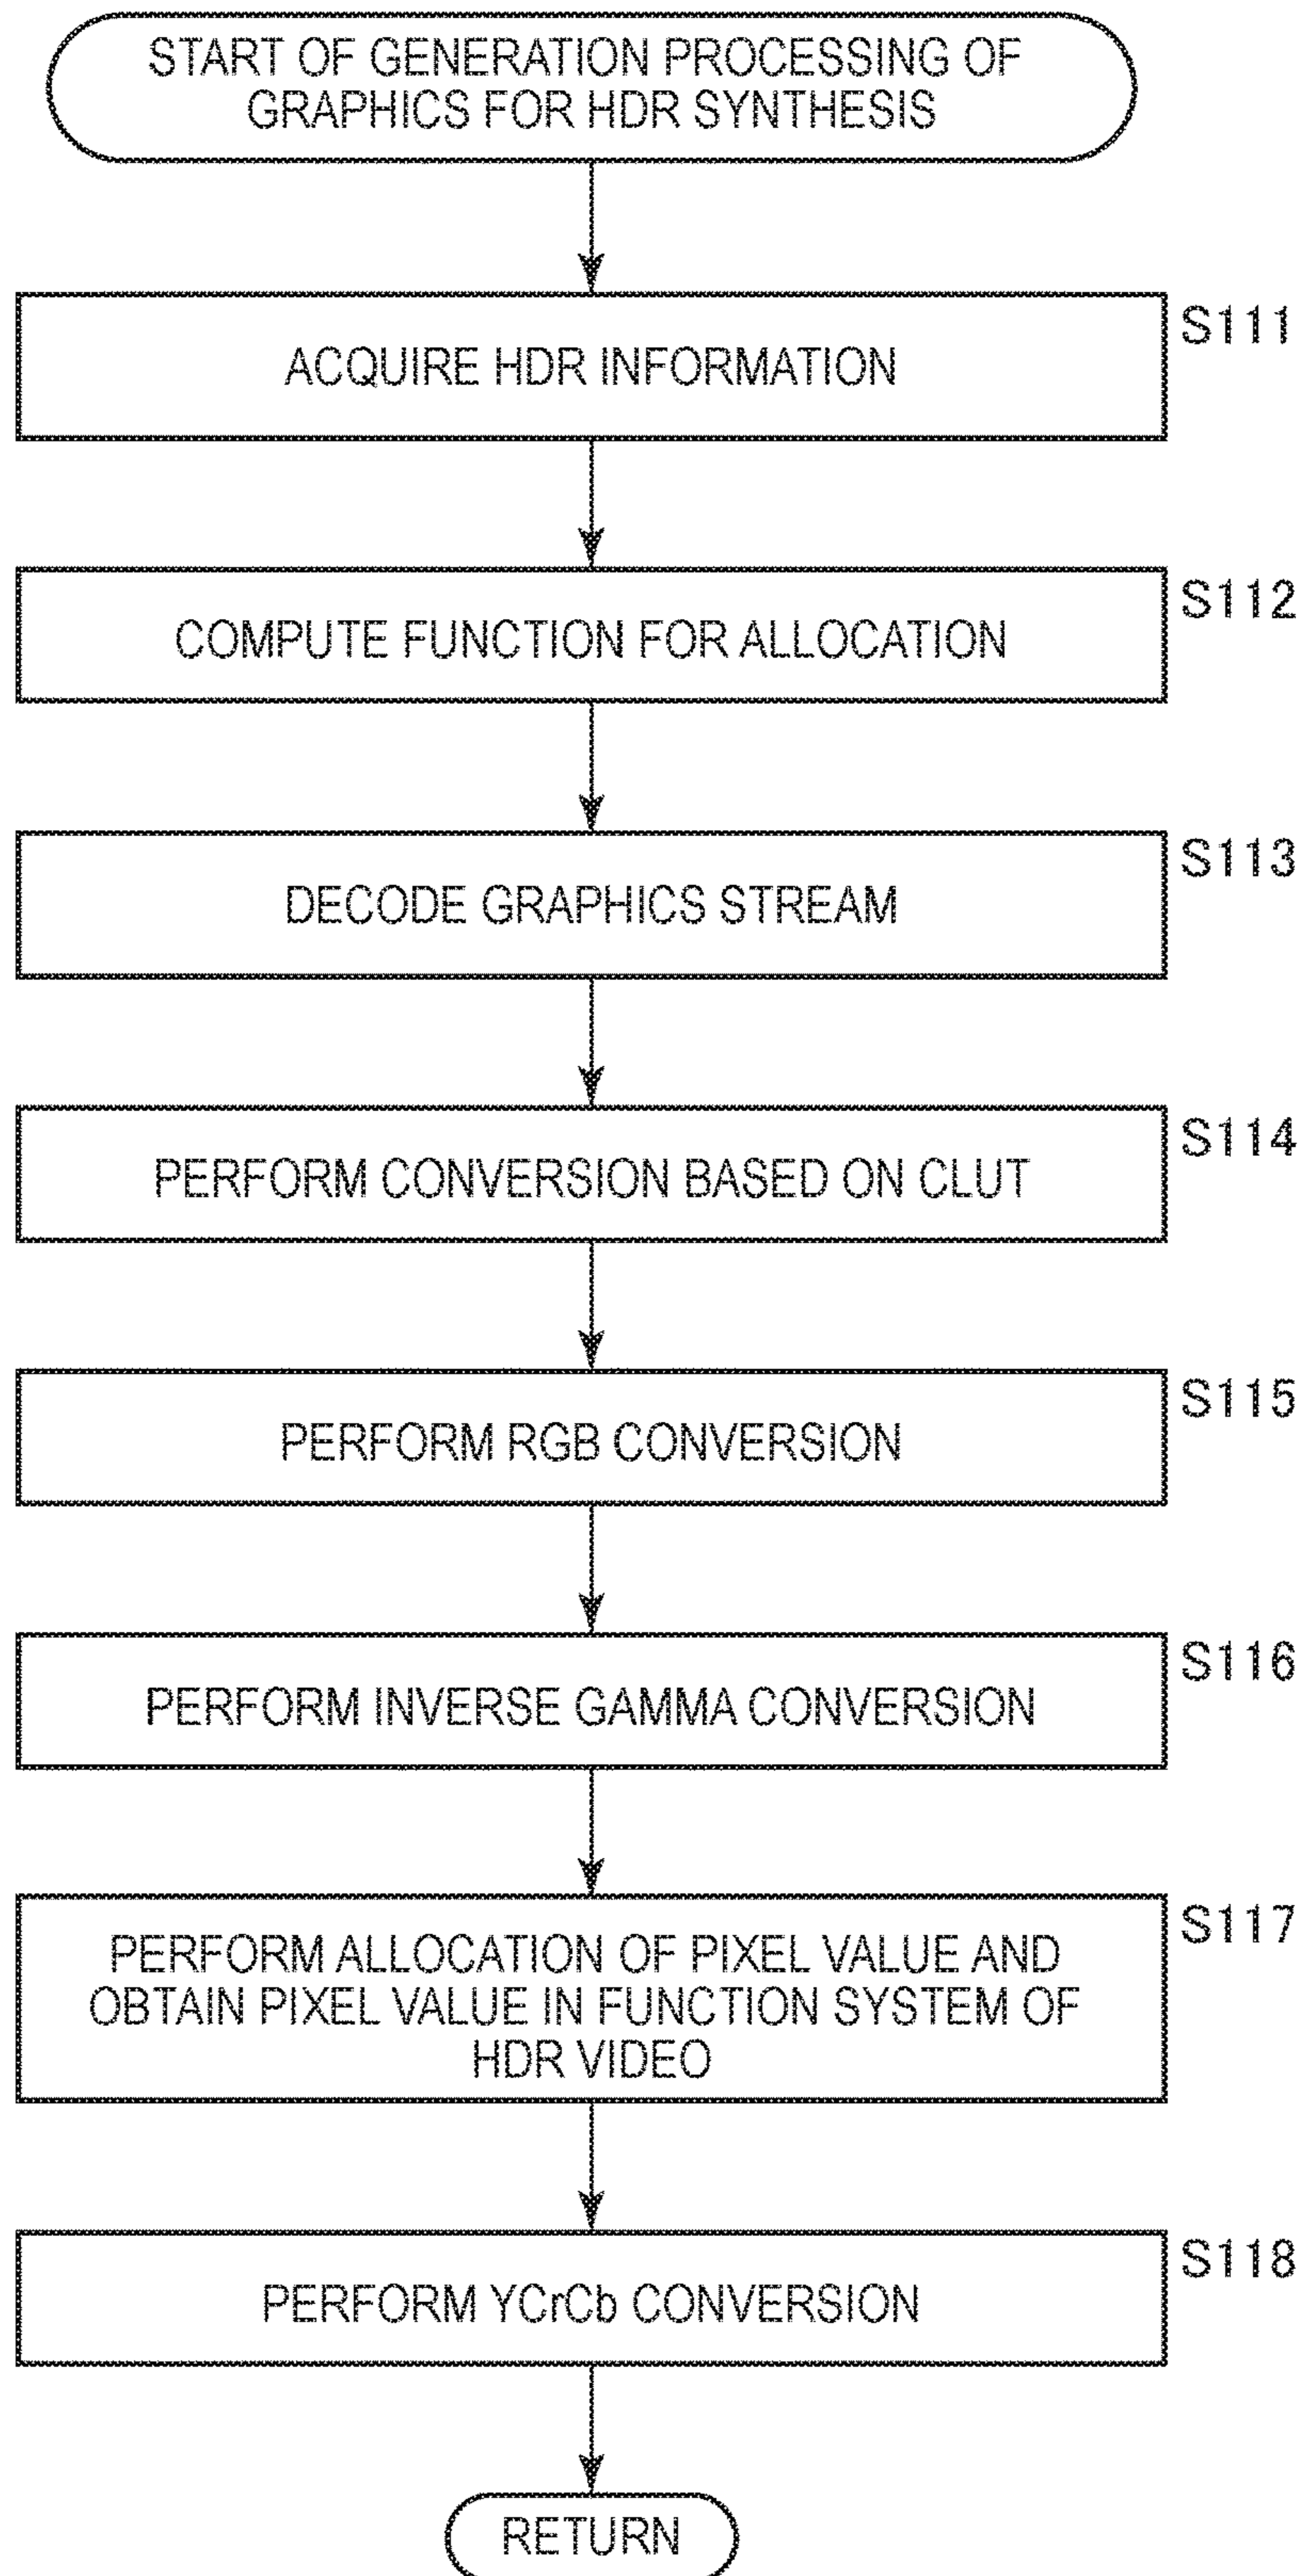 START OF GENERATION PROCESSING OF
GRAPHICS FOR HDR SYNTHESIS
S111
ACQUIRE HDR INFORMATION
S112
COMPUTE FUNCTION FOR ALLOCATION
S113
DECODE GRAPHICS STREAM
S114
PERFORM CONVERSION BASED ON CLUT
S115
PERFORM RGB CONVERSION
S116
PERFORM INVERSE GAMMA CONVERSION
S117
PERFORM ALLOCATION OF PIXEL VALUE AND
OBTAIN PIXEL VALUE IN FUNCTION SYSTEM OF
HDR VIDEO
S118
PERFORM YCrCb CONVERSION
RETURN